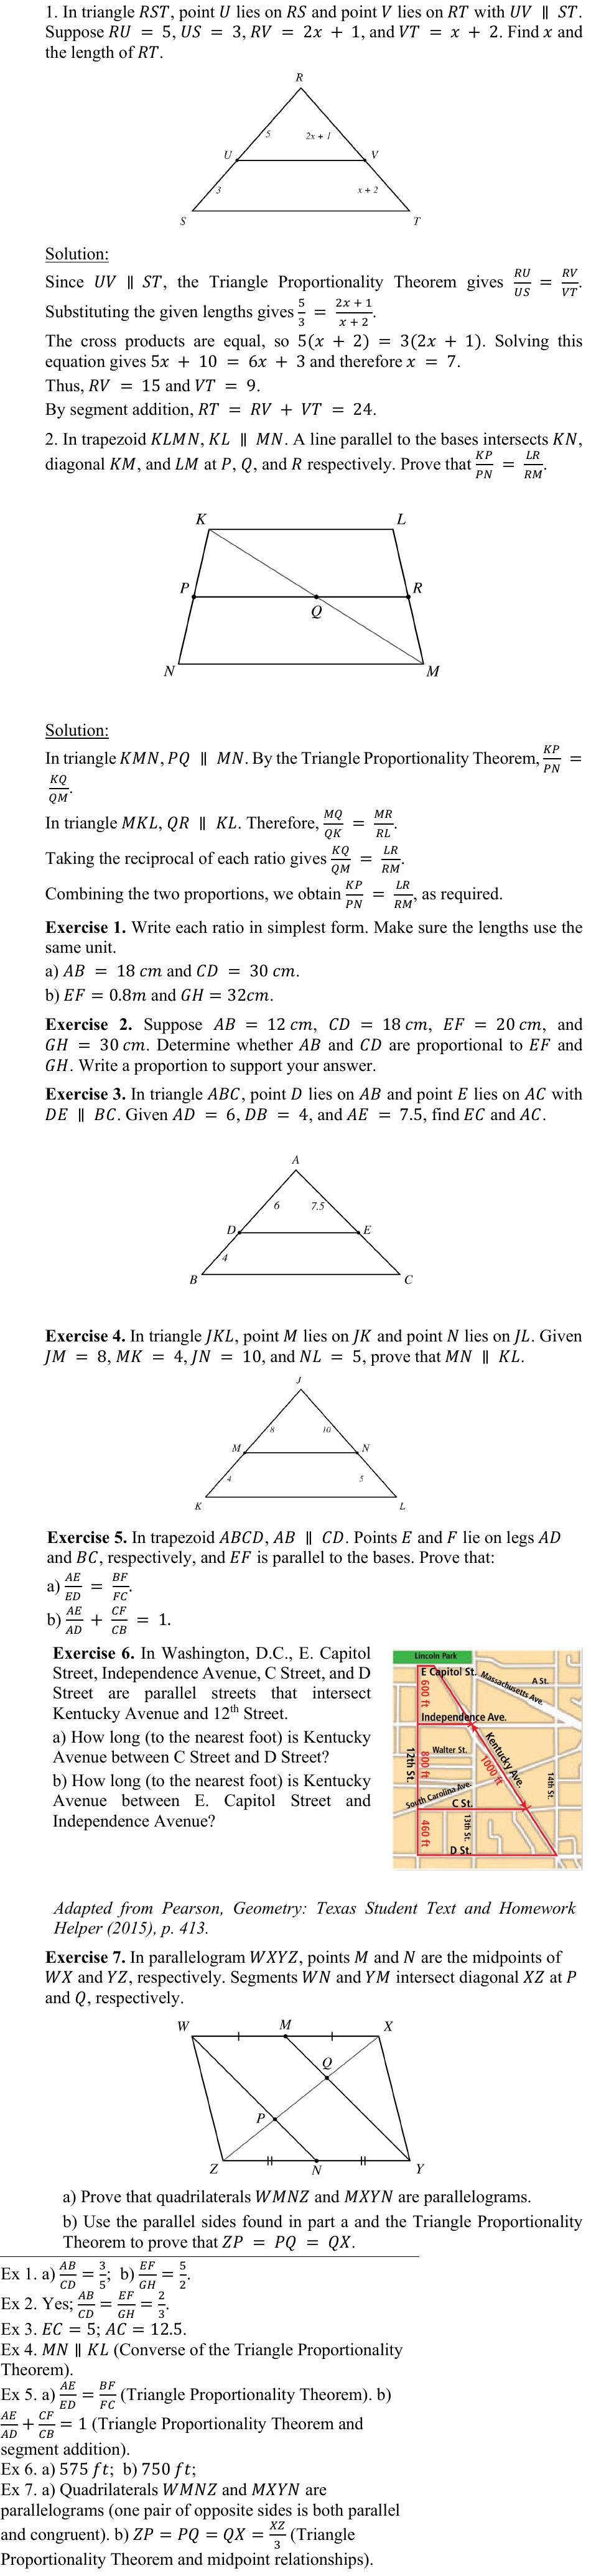 1. In triangle RST, point U lies on RS and point V lies on RT with UV ∥ ST.
Suppose RU = 5, US = 3, RV = 2x + 1, and VT = x + 2. Find x and
the length of RT.
R
5
2x + 1
U
V
3
x + 2
S
T
Solution:
Since UV ∥ ST, the Triangle Proportionality Theorem gives RU/US = RV/VT.
Substituting the given lengths gives 5/3 = (2x + 1)/(x + 2).
The cross products are equal, so 5(x + 2) = 3(2x + 1). Solving this
equation gives 5x + 10 = 6x + 3 and therefore x = 7.
Thus, RV = 15 and VT = 9.
By segment addition, RT = RV + VT = 24.
2. In trapezoid KLMN, KL ∥ MN. A line parallel to the bases intersects KN,
diagonal KM, and LM at P, Q, and R respectively. Prove that KP/PN = LR/RM.
K
L
P
R
Q
N
M
Solution:
In triangle KMN, PQ ∥ MN. By the Triangle Proportionality Theorem, KP/PN =
KQ/QM.
In triangle MKL, QR ∥ KL. Therefore, MQ/QK = MR/RL.
Taking the reciprocal of each ratio gives KQ/QM = LR/RM.
Combining the two proportions, we obtain KP/PN = LR/RM, as required.
Exercise 1. Write each ratio in simplest form. Make sure the lengths use the
same unit.
a) AB = 18 cm and CD = 30 cm.
b) EF = 0.8m and GH = 32cm.
Exercise 2. Suppose AB = 12 cm, CD = 18 cm, EF = 20 cm, and
GH = 30 cm. Determine whether AB and CD are proportional to EF and
GH. Write a proportion to support your answer.
Exercise 3. In triangle ABC, point D lies on AB and point E lies on AC with
DE ∥ BC. Given AD = 6, DB = 4, and AE = 7.5, find EC and AC.
A
6
7.5
D
E
4
B
C
Exercise 4. In triangle JKL, point M lies on JK and point N lies on JL. Given
JM = 8, MK = 4, JN = 10, and NL = 5, prove that MN ∥ KL.
J
8
10
M
N
4
5
K
L
Exercise 5. In trapezoid ABCD, AB ∥ CD. Points E and F lie on legs AD
and BC, respectively, and EF is parallel to the bases. Prove that:
a) AE/ED = BF/FC.
b) AE/AD + CF/CB = 1.
Exercise 6. In Washington, D.C., E. Capitol
Street, Independence Avenue, C Street, and D
Street are parallel streets that intersect
Kentucky Avenue and 12th Street.
a) How long (to the nearest foot) is Kentucky
Avenue between C Street and D Street?
b) How long (to the nearest foot) is Kentucky
Avenue between E. Capitol Street and
Independence Avenue?
Lincoln Park
E Capitol St.
Massachusetts Ave.
A St.
600 ft
Independence Ave.
Kentucky Ave.
Walter St.
12th St.
800 ft
1000 ft
14th St.
South Carolina Ave.
C St.
13th St.
460 ft
D St.
Adapted from Pearson, Geometry: Texas Student Text and Homework
Helper (2015), p. 413.
Exercise 7. In parallelogram WXYZ, points M and N are the midpoints of
WX and YZ, respectively. Segments WN and YM intersect diagonal XZ at P
and Q, respectively.
W
M
X
Q
P
Z
N
Y
a) Prove that quadrilaterals WMNZ and MXYN are parallelograms.
b) Use the parallel sides found in part a and the Triangle Proportionality
Theorem to prove that ZP = PQ = QX.
Ex 1. a) AB/CD = 3/5; b) EF/GH = 5/2.
Ex 2. Yes; AB/CD = EF/GH = 2/3.
Ex 3. EC = 5; AC = 12.5.
Ex 4. MN ∥ KL (Converse of the Triangle Proportionality
Theorem).
Ex 5. a) AE/ED = BF/FC (Triangle Proportionality Theorem). b)
AE/AD + CF/CB = 1 (Triangle Proportionality Theorem and
segment addition).
Ex 6. a) 575 ft; b) 750 ft;
Ex 7. a) Quadrilaterals WMNZ and MXYN are
parallelograms (one pair of opposite sides is both parallel
and congruent). b) ZP = PQ = QX = XZ/3 (Triangle
Proportionality Theorem and midpoint relationships).